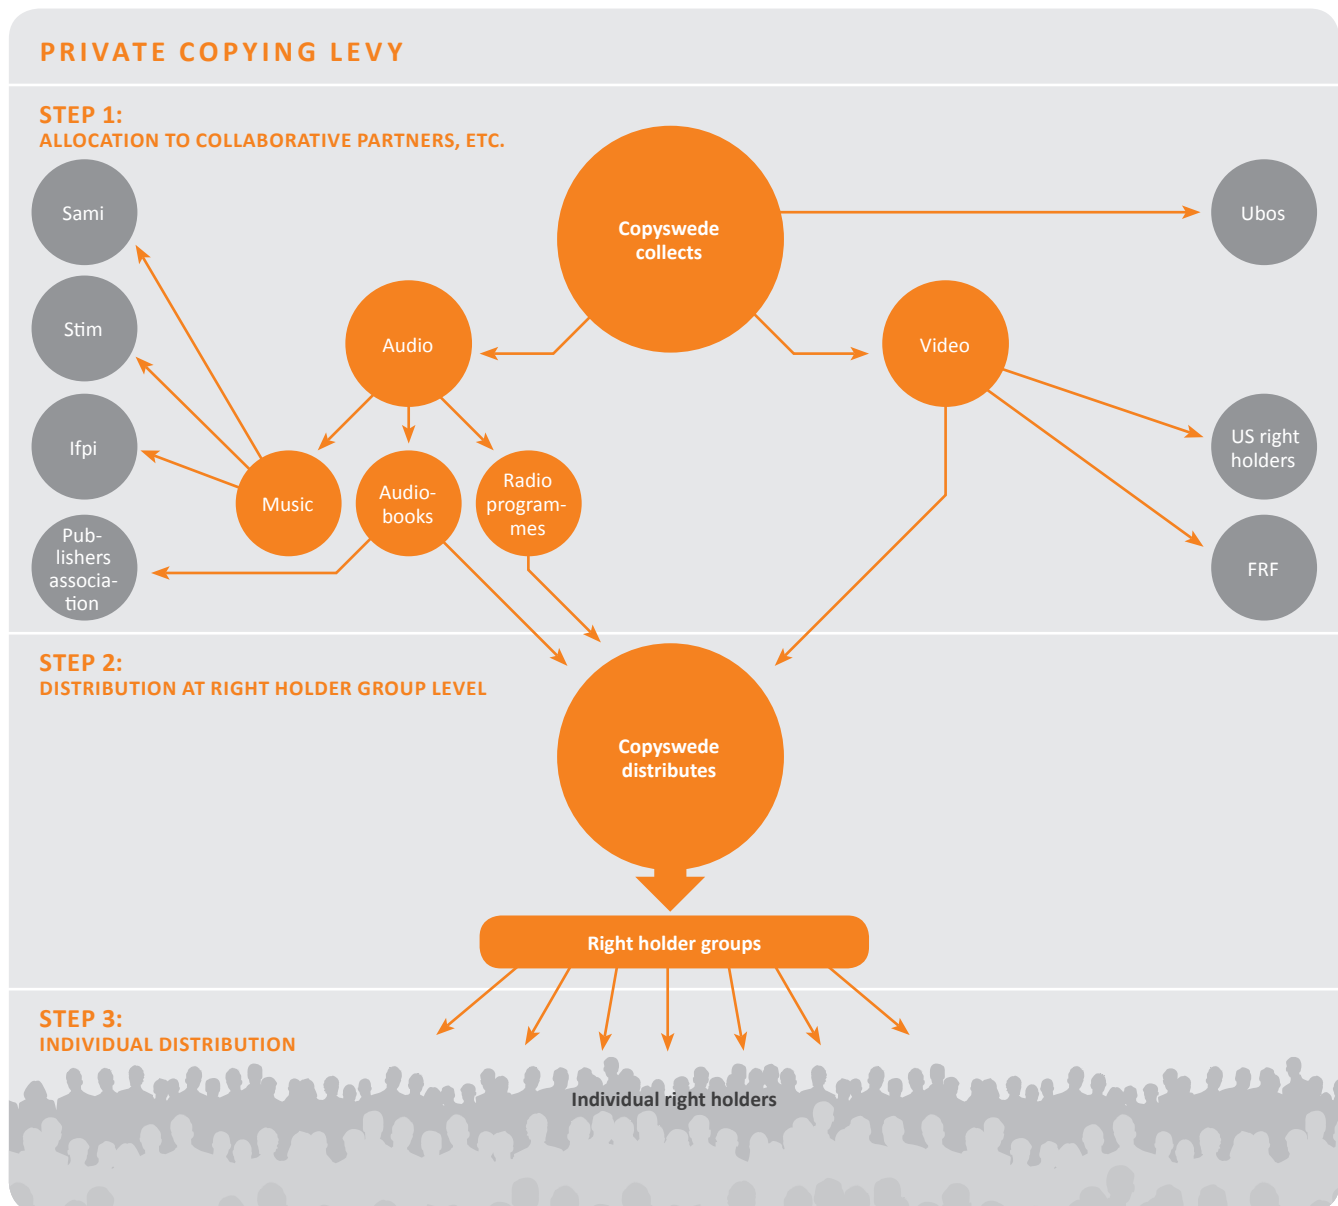 PRIVATE COPYING LEVY
STEP 1:
ALLOCATION TO COLLABORATIVE PARTNERS, ETC.
Sami
Copyswede
collects
Ubos
Stim
Audio
Video
Ifpi
US right
holders
Music
Audio-
books
Radio
program-
mes
Pub-
lishers
associa-
tion
FRF
STEP 2:
DISTRIBUTION AT RIGHT HOLDER GROUP LEVEL
Copyswede
distributes
Right holder groups
STEP 3:
INDIVIDUAL DISTRIBUTION
Individual right holders